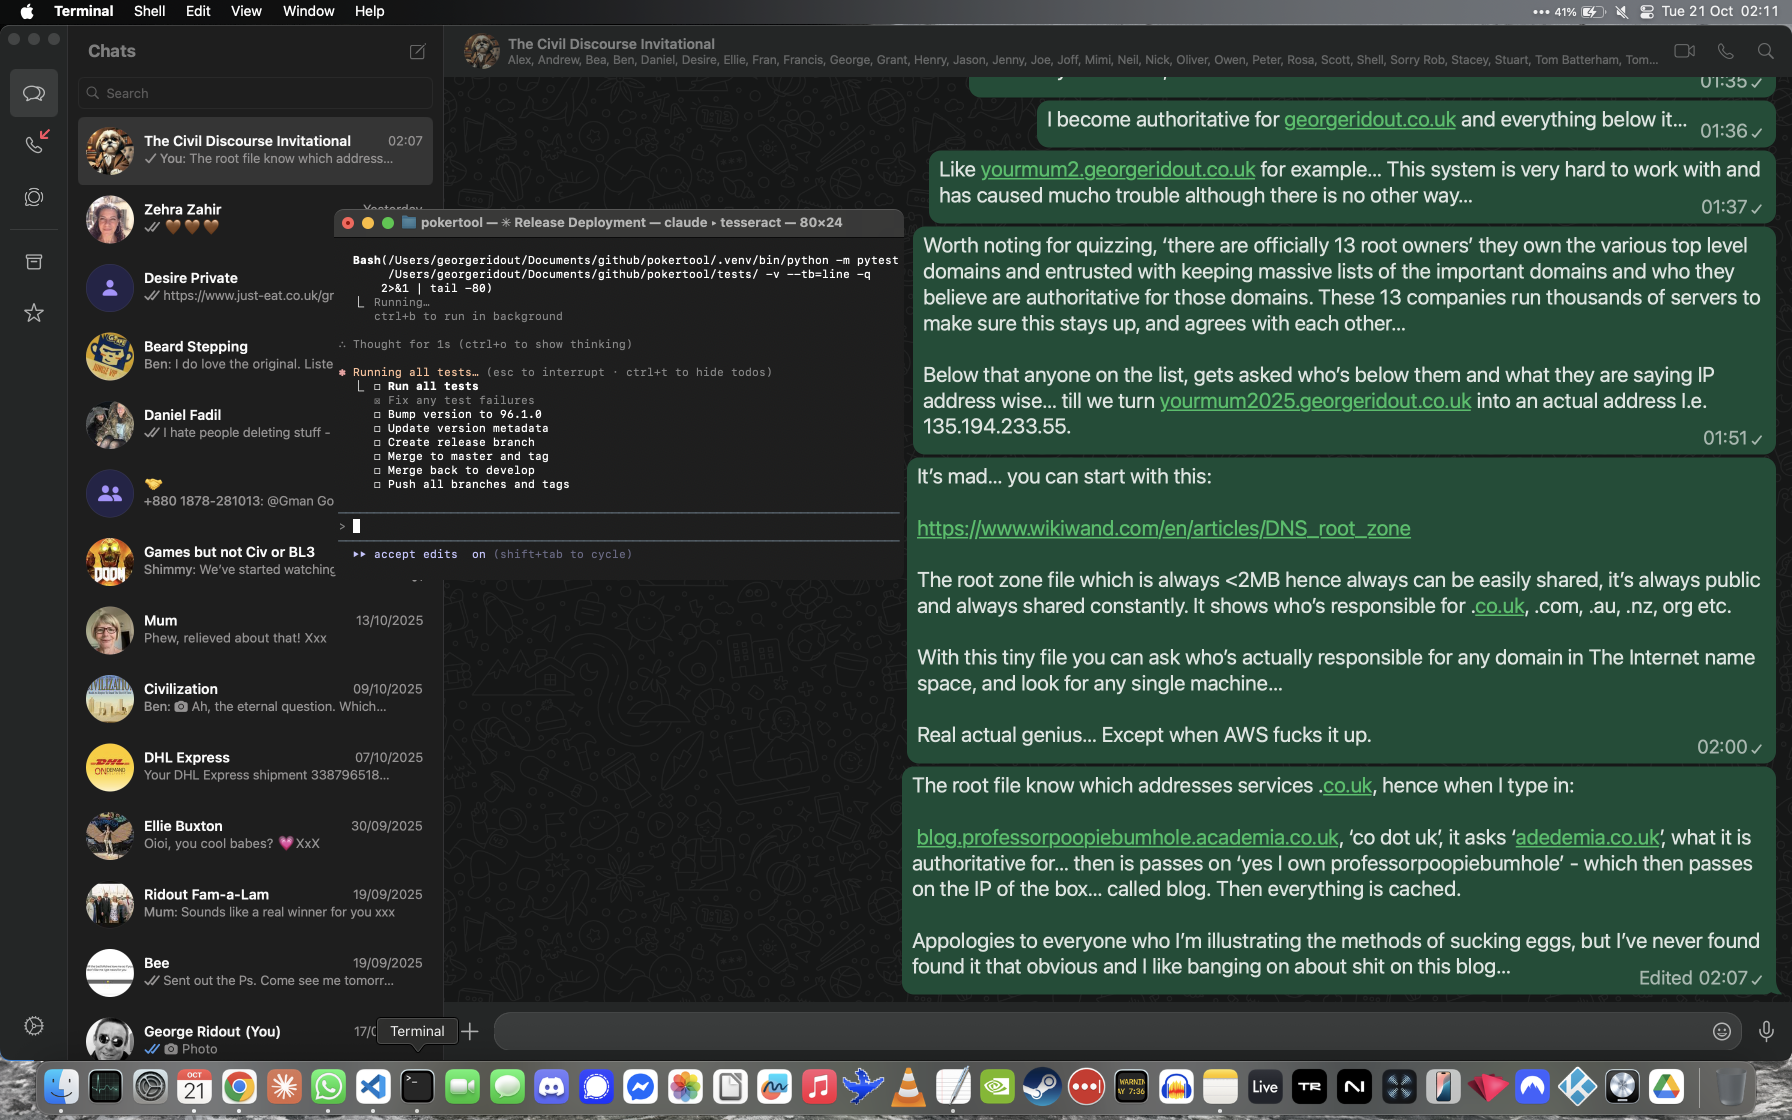 Terminal Shell Edit View Window Help
41% Tue 21 Oct 02:11
Chats
Search
The Civil Discourse Invitational 02:07
You: The root file know which address...
Zehra Zahir Yesterday
🤎🤎🤎
Desire Private
https://www.just-eat.co.uk/gr
Beard Stepping
Ben: I do love the original. Liste
Daniel Fadil
I hate people deleting stuff -
🤝
+880 1878-281013: @Gman Go
Games but not Civ or BL3
Shimmy: We've started watching
Mum 13/10/2025
Phew, relieved about that! Xxx
Civilization 09/10/2025
Ben: Ah, the eternal question. Which...
DHL Express 07/10/2025
Your DHL Express shipment 338796518...
Ellie Buxton 30/09/2025
Oioi, you cool babes? 💗XxX
Ridout Fam-a-Lam 19/09/2025
Mum: Sounds like a real winner for you xxx
Bee 19/09/2025
Sent out the Ps. Come see me tomorr...
George Ridout (You) 17/0
Photo
Terminal
pokertool — ✳ Release Deployment — claude ▸ tesseract — 80×24
Bash(/Users/georgeridout/Documents/github/pokertool/.venv/bin/python -m pytest
/Users/georgeridout/Documents/github/pokertool/tests/ -v --tb=line -q
2>&1 | tail -80)
Running…
ctrl+b to run in background
∴ Thought for 1s (ctrl+o to show thinking)
Running all tests… (esc to interrupt · ctrl+t to hide todos)
☐ Run all tests
☒ Fix any test failures
☐ Bump version to 96.1.0
☐ Update version metadata
☐ Create release branch
☐ Merge to master and tag
☐ Merge back to develop
☐ Push all branches and tags
>
▸▸ accept edits on (shift+tab to cycle)
The Civil Discourse Invitational
Alex, Andrew, Bea, Ben, Daniel, Desire, Ellie, Fran, Francis, George, Grant, Henry, Jason, Jenny, Joe, Joff, Mimi, Neil, Nick, Oliver, Owen, Peter, Rosa, Scott, Shell, Sorry Rob, Stacey, Stuart, Tom Batterham, Tom...
01:35
I become authoritative for georgeridout.co.uk and everything below it...
01:36
Like yourmum2.georgeridout.co.uk for example... This system is very hard to work with and
has caused mucho trouble although there is no other way...
01:37
Worth noting for quizzing, 'there are officially 13 root owners' they own the various top level
domains and entrusted with keeping massive lists of the important domains and who they
believe are authoritative for those domains. These 13 companies run thousands of servers to
make sure this stays up, and agrees with each other...
Below that anyone on the list, gets asked who's below them and what they are saying IP
address wise... till we turn yourmum2025.georgeridout.co.uk into an actual address I.e.
135.194.233.55.
01:51
It's mad... you can start with this:
https://www.wikiwand.com/en/articles/DNS_root_zone
The root zone file which is always <2MB hence always can be easily shared, it's always public
and always shared constantly. It shows who's responsible for .co.uk, .com, .au, .nz, org etc.
With this tiny file you can ask who's actually responsible for any domain in The Internet name
space, and look for any single machine...
Real actual genius... Except when AWS fucks it up.
02:00
The root file know which addresses services .co.uk, hence when I type in:
blog.professorpoopiebumhole.academia.co.uk, 'co dot uk', it asks 'adedemia.co.uk', what it is
authoritative for... then is passes on 'yes I own professorpoopiebumhole' - which then passes
on the IP of the box... called blog. Then everything is cached.
Appologies to everyone who I'm illustrating the methods of sucking eggs, but I've never found
found it that obvious and I like banging on about shit on this blog...
Edited 02:07
OCT
21
Live
TR